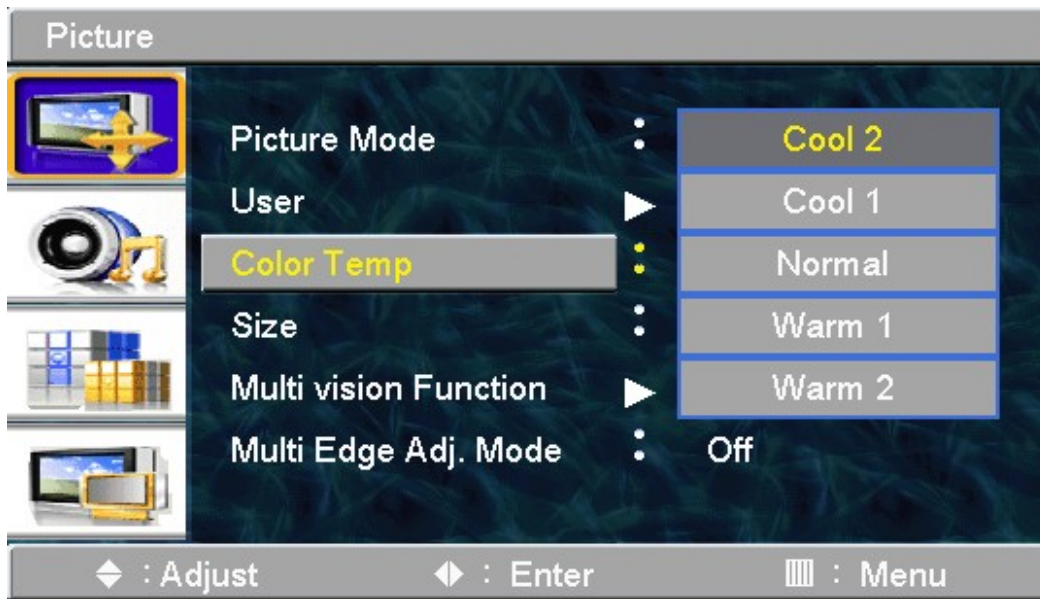 Picture
Picture Mode : Cool 2
User ▶ Cool 1
Color Temp : Normal
Size : Warm 1
Multi vision Function ▶ Warm 2
Multi Edge Adj. Mode : Off
: Adjust : Enter : Menu